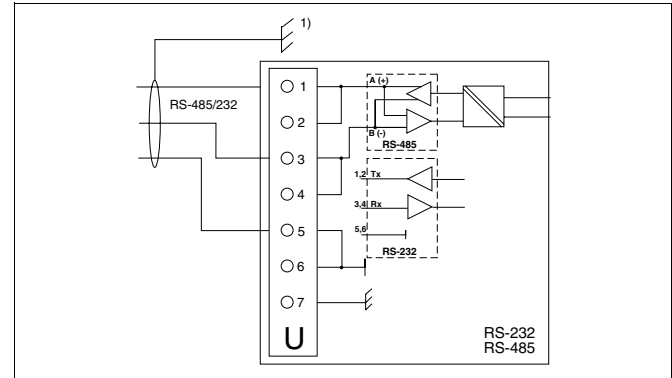 1)
RS-485/232
1
2
3
4
5
6
7
U
A (+)
B (-)
RS-485
1,2 Tx
3,4 Rx
5,6
RS-232
RS-232
RS-485